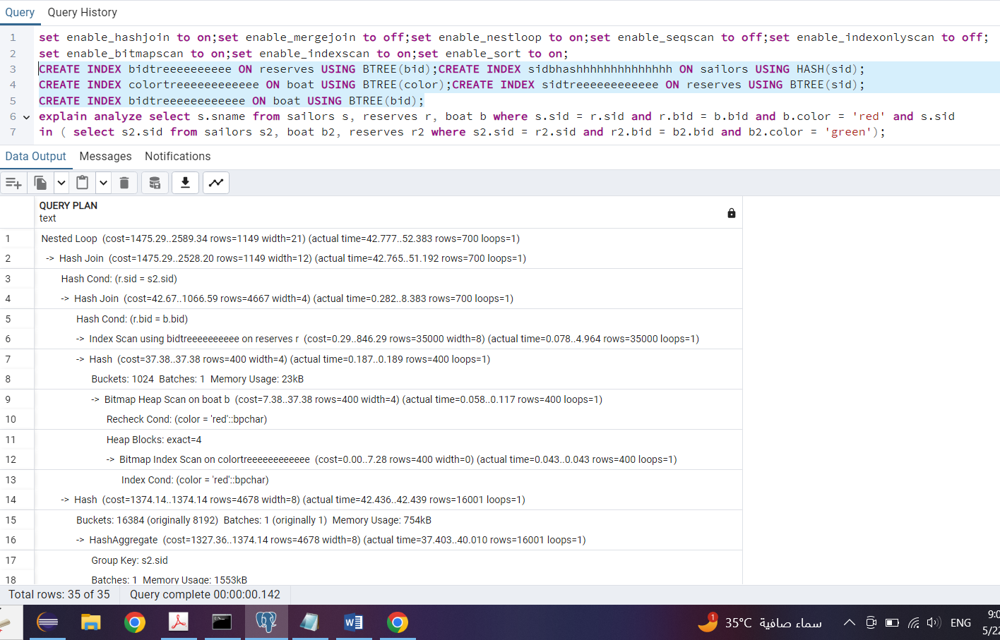 Query Query History
1 set enable_hashjoin to on;set enable_mergejoin to off;set enable_nestloop to on;set enable_seqscan to off;set enable_indexonlyscan to off;
2 set enable_bitmapscan to on;set enable_indexscan to on;set enable_sort to on;
3 CREATE INDEX bidtreeeeeeeeee ON reserves USING BTREE(bid);CREATE INDEX sidbhashhhhhhhhhhhhhh ON sailors USING HASH(sid);
4 CREATE INDEX colortreeeeeeeeeeee ON boat USING BTREE(color);CREATE INDEX sidtreeeeeeeeeeee ON reserves USING BTREE(sid);
5 CREATE INDEX bidtreeeeeeeeeeee ON boat USING BTREE(bid);
6 explain analyze select s.sname from sailors s, reserves r, boat b where s.sid = r.sid and r.bid = b.bid and b.color = 'red' and s.sid
7 in ( select s2.sid from sailors s2, boat b2, reserves r2 where s2.sid = r2.sid and r2.bid = b2.bid and b2.color = 'green');
Data Output Messages Notifications
QUERY PLAN
text
1 Nested Loop (cost=1475.29..2589.34 rows=1149 width=21) (actual time=42.777..52.383 rows=700 loops=1)
2 -> Hash Join (cost=1475.29..2528.20 rows=1149 width=12) (actual time=42.765..51.192 rows=700 loops=1)
3 Hash Cond: (r.sid = s2.sid)
4 -> Hash Join (cost=42.67..1066.59 rows=4667 width=4) (actual time=0.282..8.383 rows=700 loops=1)
5 Hash Cond: (r.bid = b.bid)
6 -> Index Scan using bidtreeeeeeeeee on reserves r (cost=0.29..846.29 rows=35000 width=8) (actual time=0.078..4.964 rows=35000 loops=1)
7 -> Hash (cost=37.38..37.38 rows=400 width=4) (actual time=0.187..0.189 rows=400 loops=1)
8 Buckets: 1024 Batches: 1 Memory Usage: 23kB
9 -> Bitmap Heap Scan on boat b (cost=7.38..37.38 rows=400 width=4) (actual time=0.058..0.117 rows=400 loops=1)
10 Recheck Cond: (color = 'red'::bpchar)
11 Heap Blocks: exact=4
12 -> Bitmap Index Scan on colortreeeeeeeeeeee (cost=0.00..7.28 rows=400 width=0) (actual time=0.043..0.043 rows=400 loops=1)
13 Index Cond: (color = 'red'::bpchar)
14 -> Hash (cost=1374.14..1374.14 rows=4678 width=8) (actual time=42.436..42.439 rows=16001 loops=1)
15 Buckets: 16384 (originally 8192) Batches: 1 (originally 1) Memory Usage: 754kB
16 -> HashAggregate (cost=1327.36..1374.14 rows=4678 width=8) (actual time=37.403..40.010 rows=16001 loops=1)
17 Group Key: s2.sid
18 Batches: 1 Memory Usage: 1553kB
Total rows: 35 of 35 Query complete 00:00:00.142
1 35°C سماء صافية ENG 9:0
5/22